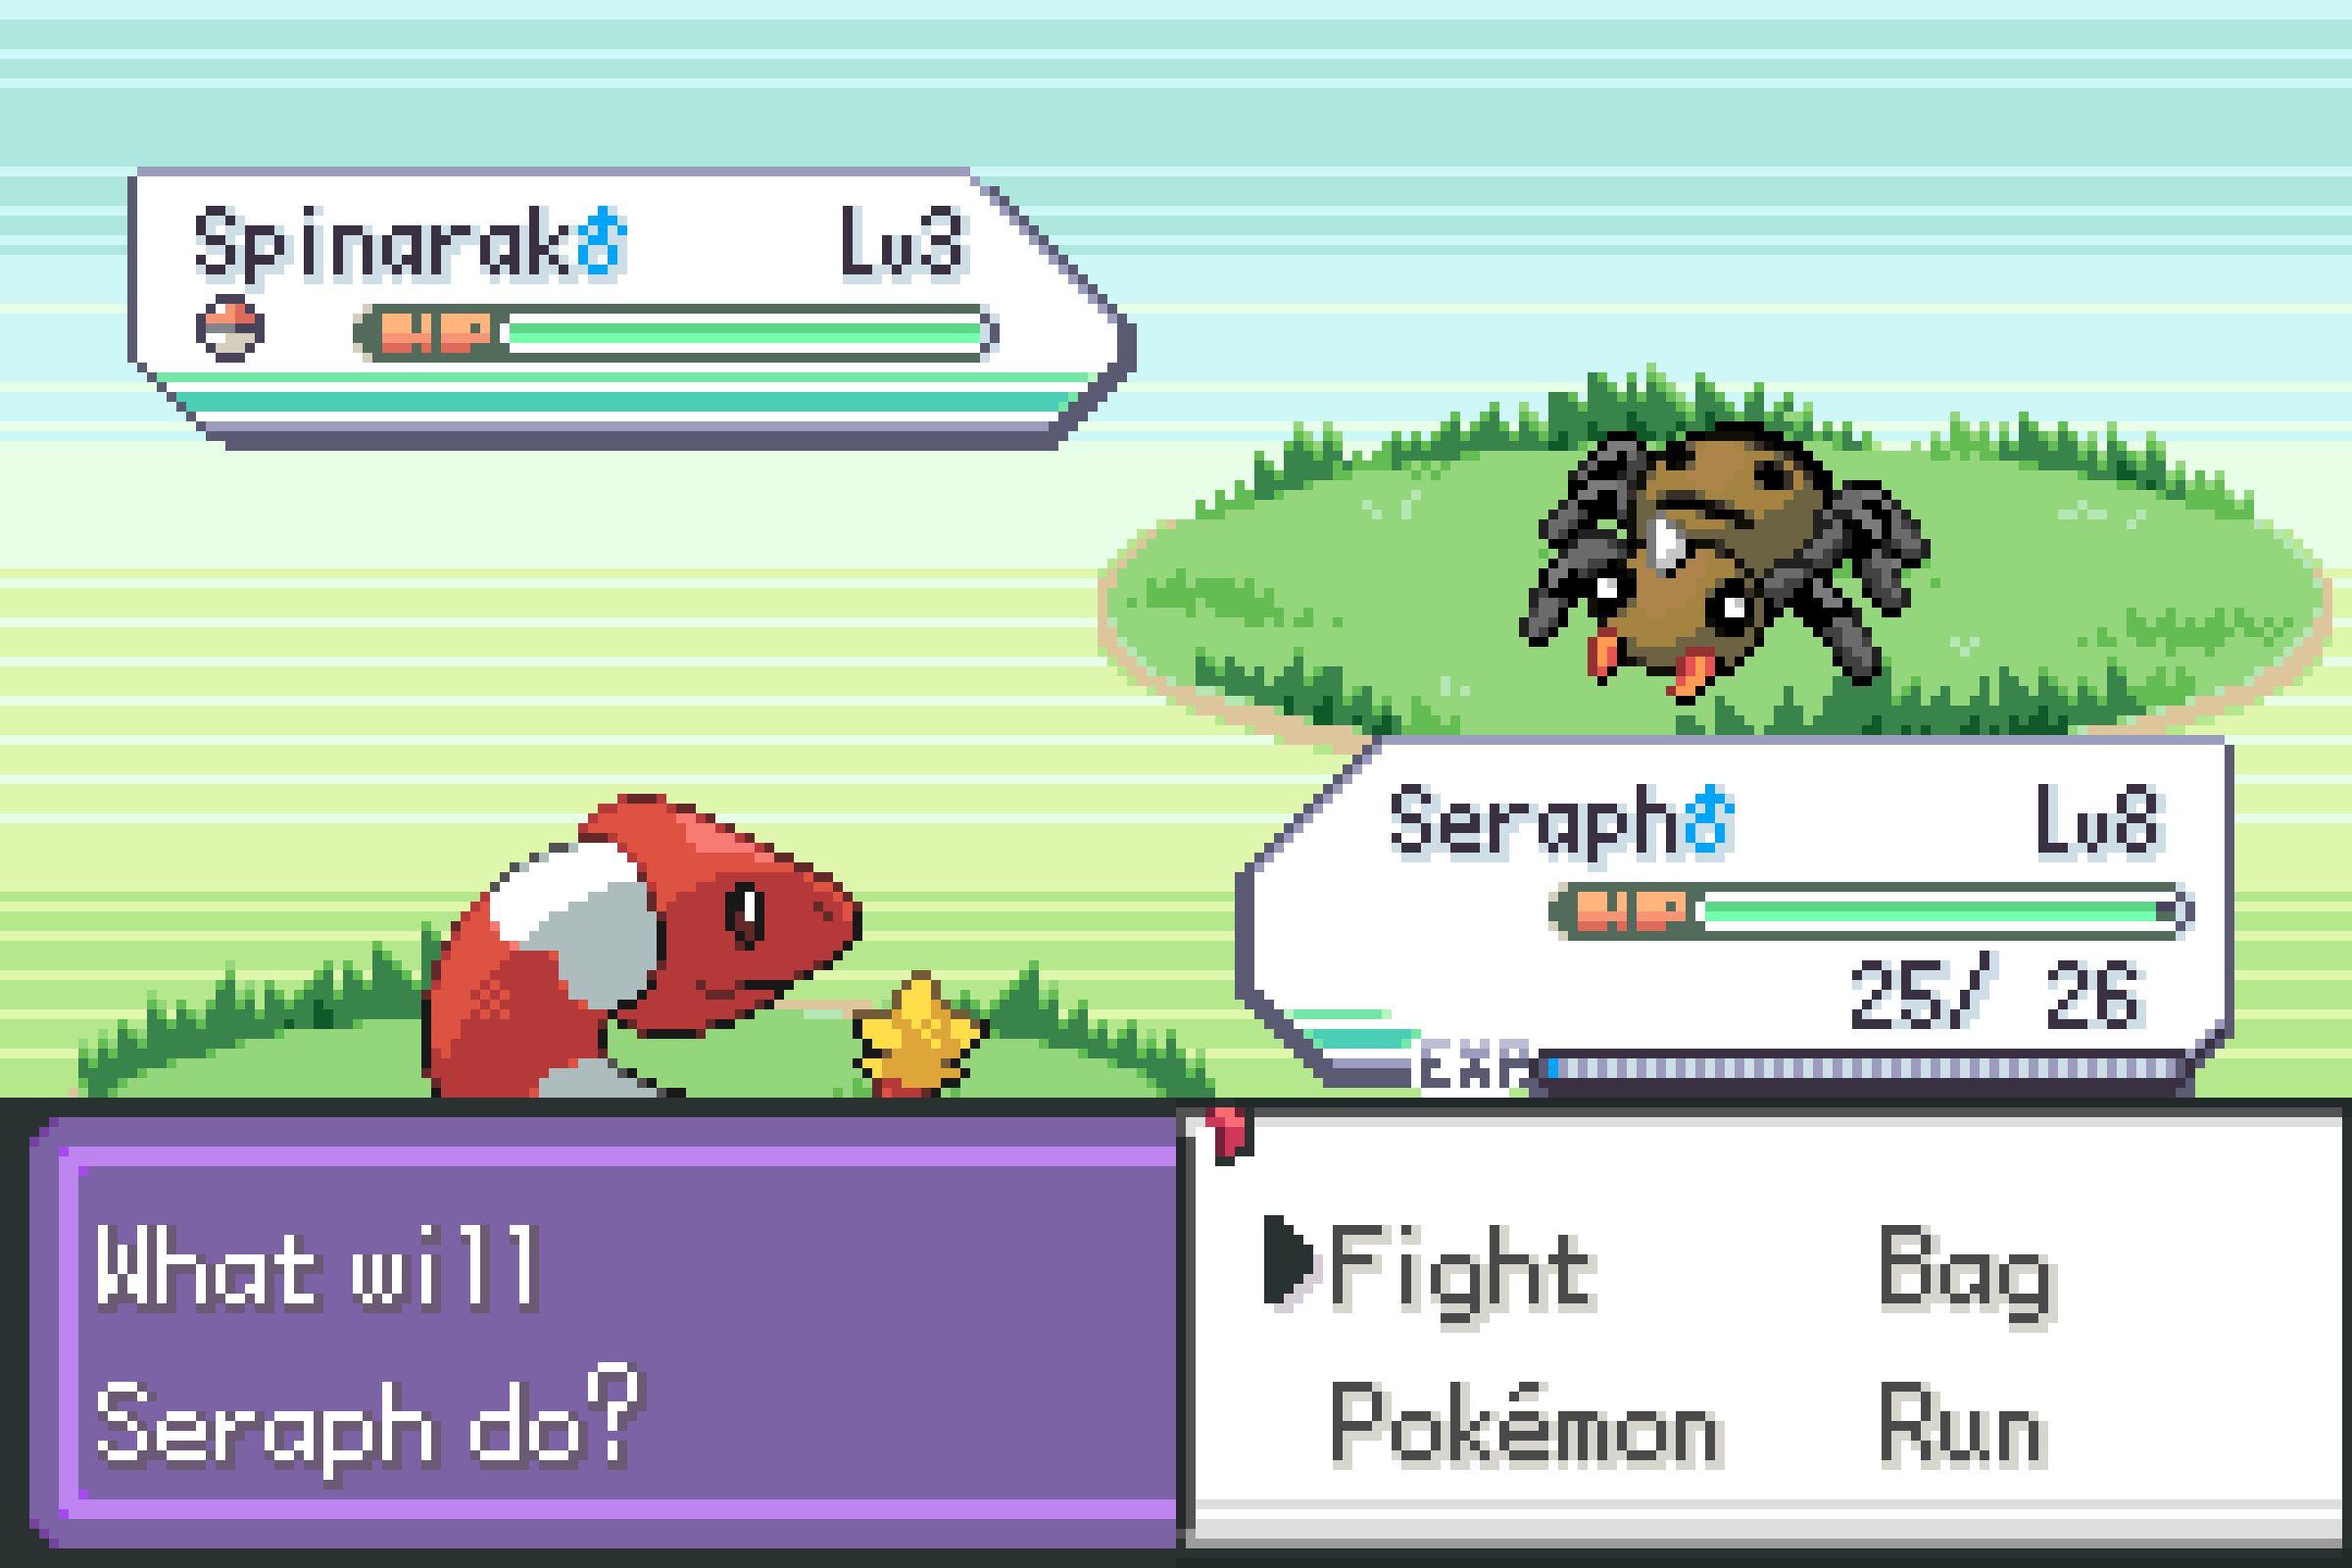 Spinarak♂ Lv3
HP
Seraph♂ Lv8
HP
25/ 26
EXP
What will
Seraph do?
Fight Bag
Pokémon Run